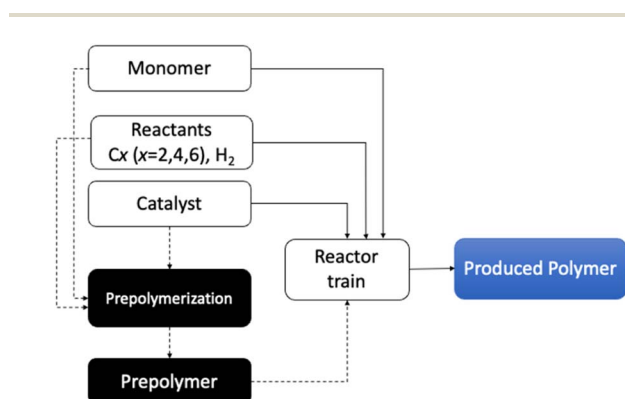 Monomer
Reactants
Cx (x=2,4,6), H₂
Catalyst
Reactor
train
Produced Polymer
Prepolymerization
Prepolymer